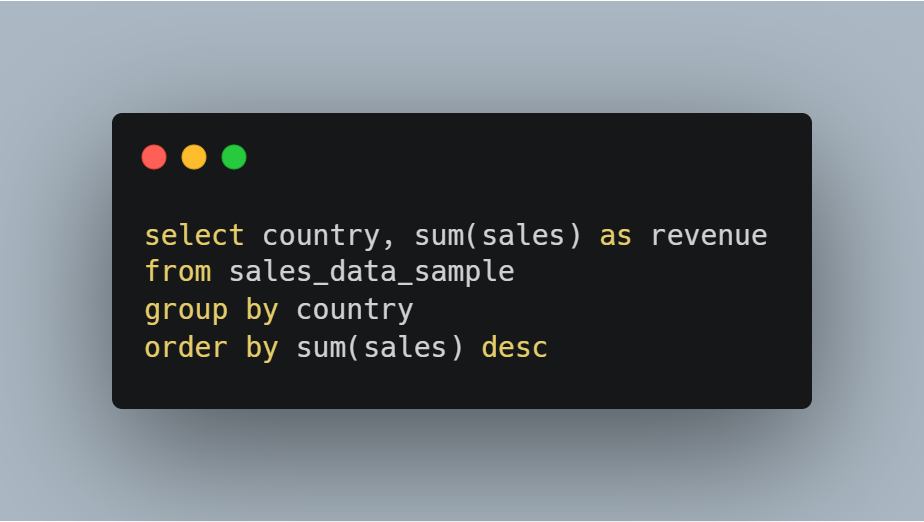 select country, sum(sales) as revenue
from sales_data_sample
group by country
order by sum(sales) desc